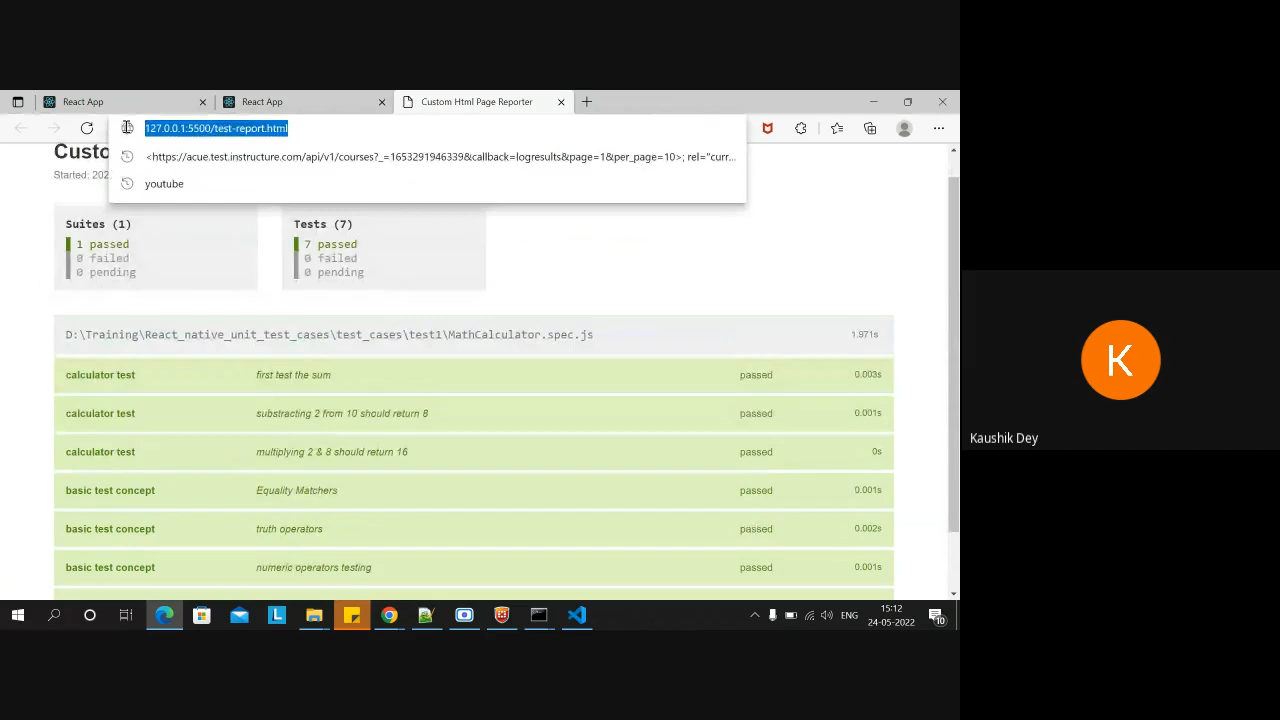 React App
React App
Custom Html Page Reporter
127.0.0.1:5500/test-report.html
<https://acue.test.instructure.com/api/v1/courses?_=1653291946339&callback=logresults&page=1&per_page=10>; rel="curr...
youtube
Custo
Started: 202
Suites (1)
1 passed
0 failed
0 pending
Tests (7)
7 passed
0 failed
0 pending
D:\Training\React_native_unit_test_cases\test_cases\test1\MathCalculator.spec.js 1.971s
calculator test first test the sum passed 0.003s
calculator test substracting 2 from 10 should return 8 passed 0.001s
calculator test multiplying 2 & 8 should return 16 passed 0s
basic test concept Equality Matchers passed 0.001s
basic test concept truth operators passed 0.002s
basic test concept numeric operators testing passed 0.001s
K
Kaushik Dey
L
ENG
15:12
24-05-2022
10